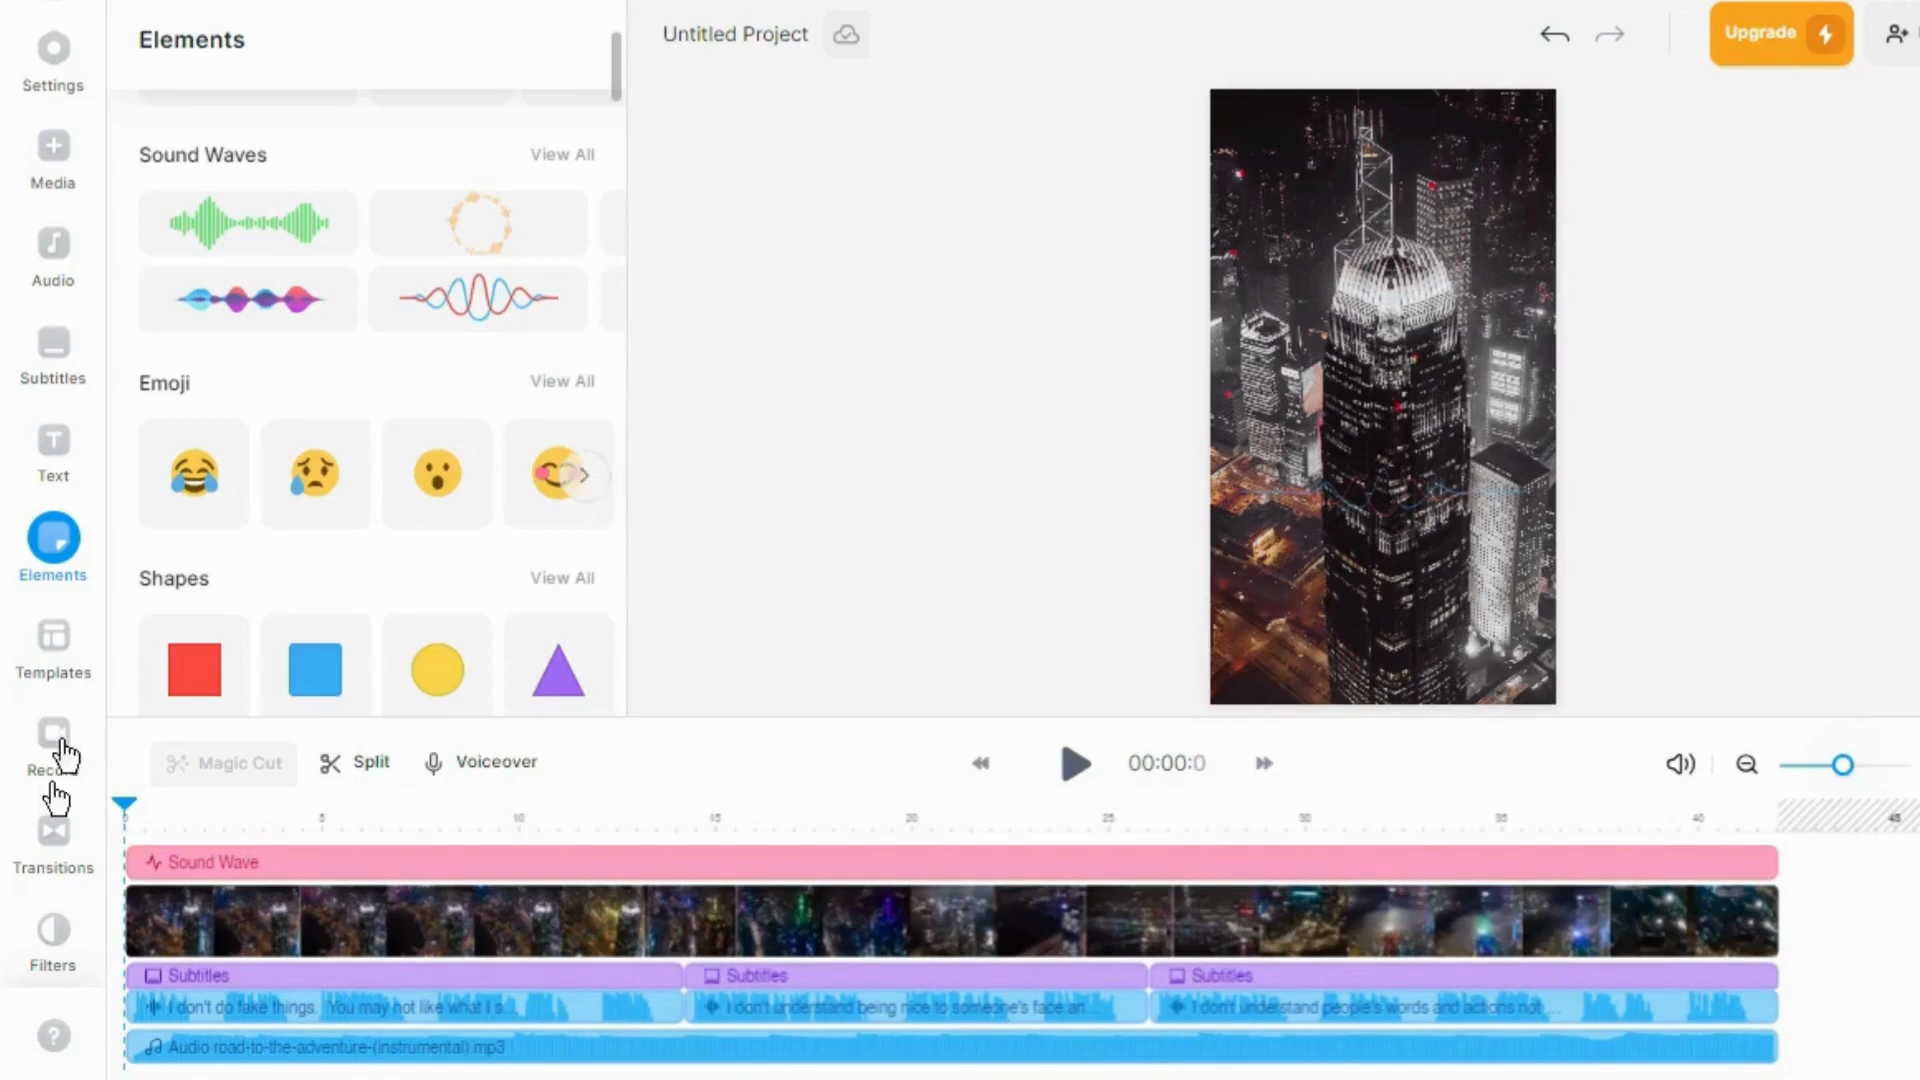 Settings
Media
Audio
Subtitles
Text
Elements
Templates
Transitions
Filters
?
Elements
Sound Waves
View All
Emoji
View All
Shapes
View All
Untitled Project
Upgrade
Magic Cut
Split
Voiceover
00:00:0
0 5 10 15 20 25 30 35 40 45
Sound Wave
Subtitles
Subtitles
Subtitles
I don't do fake things. You may not like what I s...
I don't understand being nice to someone's face an...
I don't understand people's words and actions not ...
Audio road-to-the-adventure-(instrumental).mp3